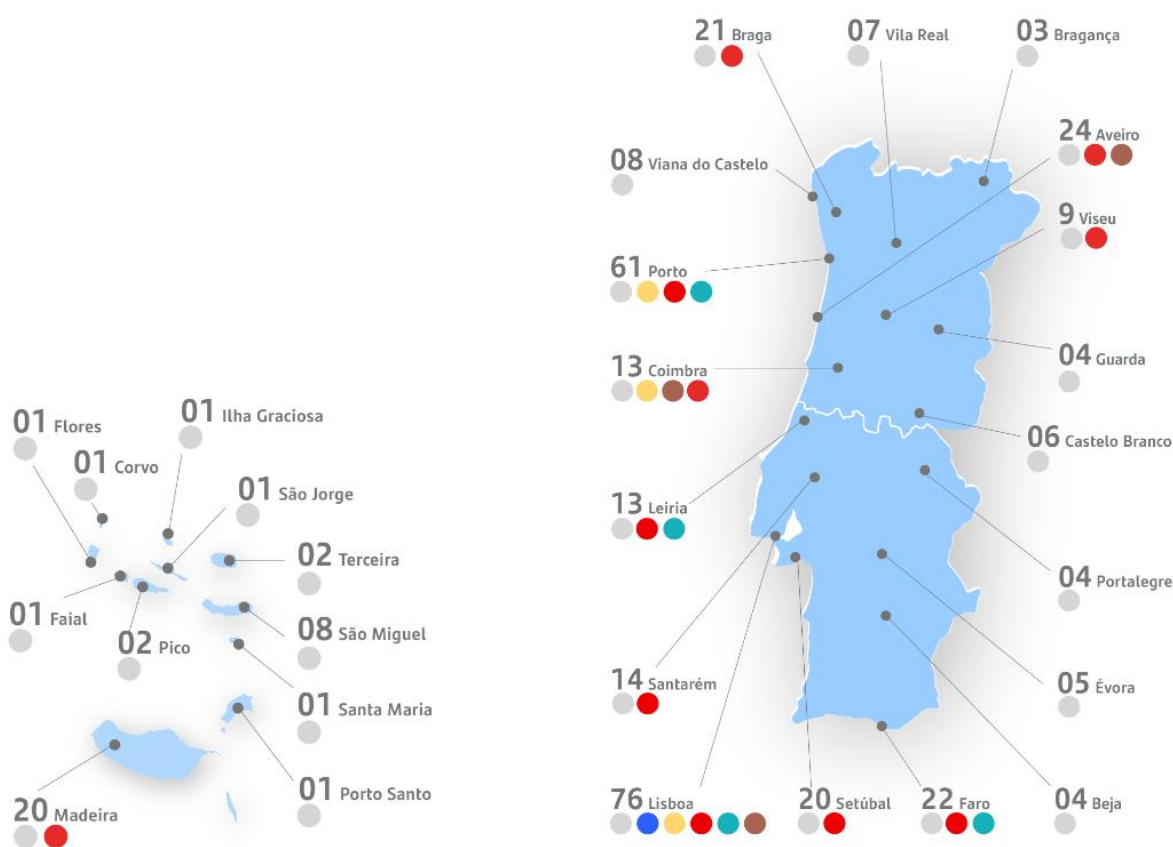 21 Braga
07 Vila Real
03 Bragança
24 Aveiro
08 Viana do Castelo
9 Viseu
61 Porto
04 Guarda
13 Coimbra
06 Castelo Branco
01 Flores
01 Ilha Graciosa
01 Corvo
01 São Jorge
13 Leiria
02 Terceira
04 Portalegre
01 Faial
02 Pico
08 São Miguel
14 Santarém
05 Évora
01 Santa Maria
01 Porto Santo
20 Madeira
76 Lisboa
20 Setúbal
22 Faro
04 Beja